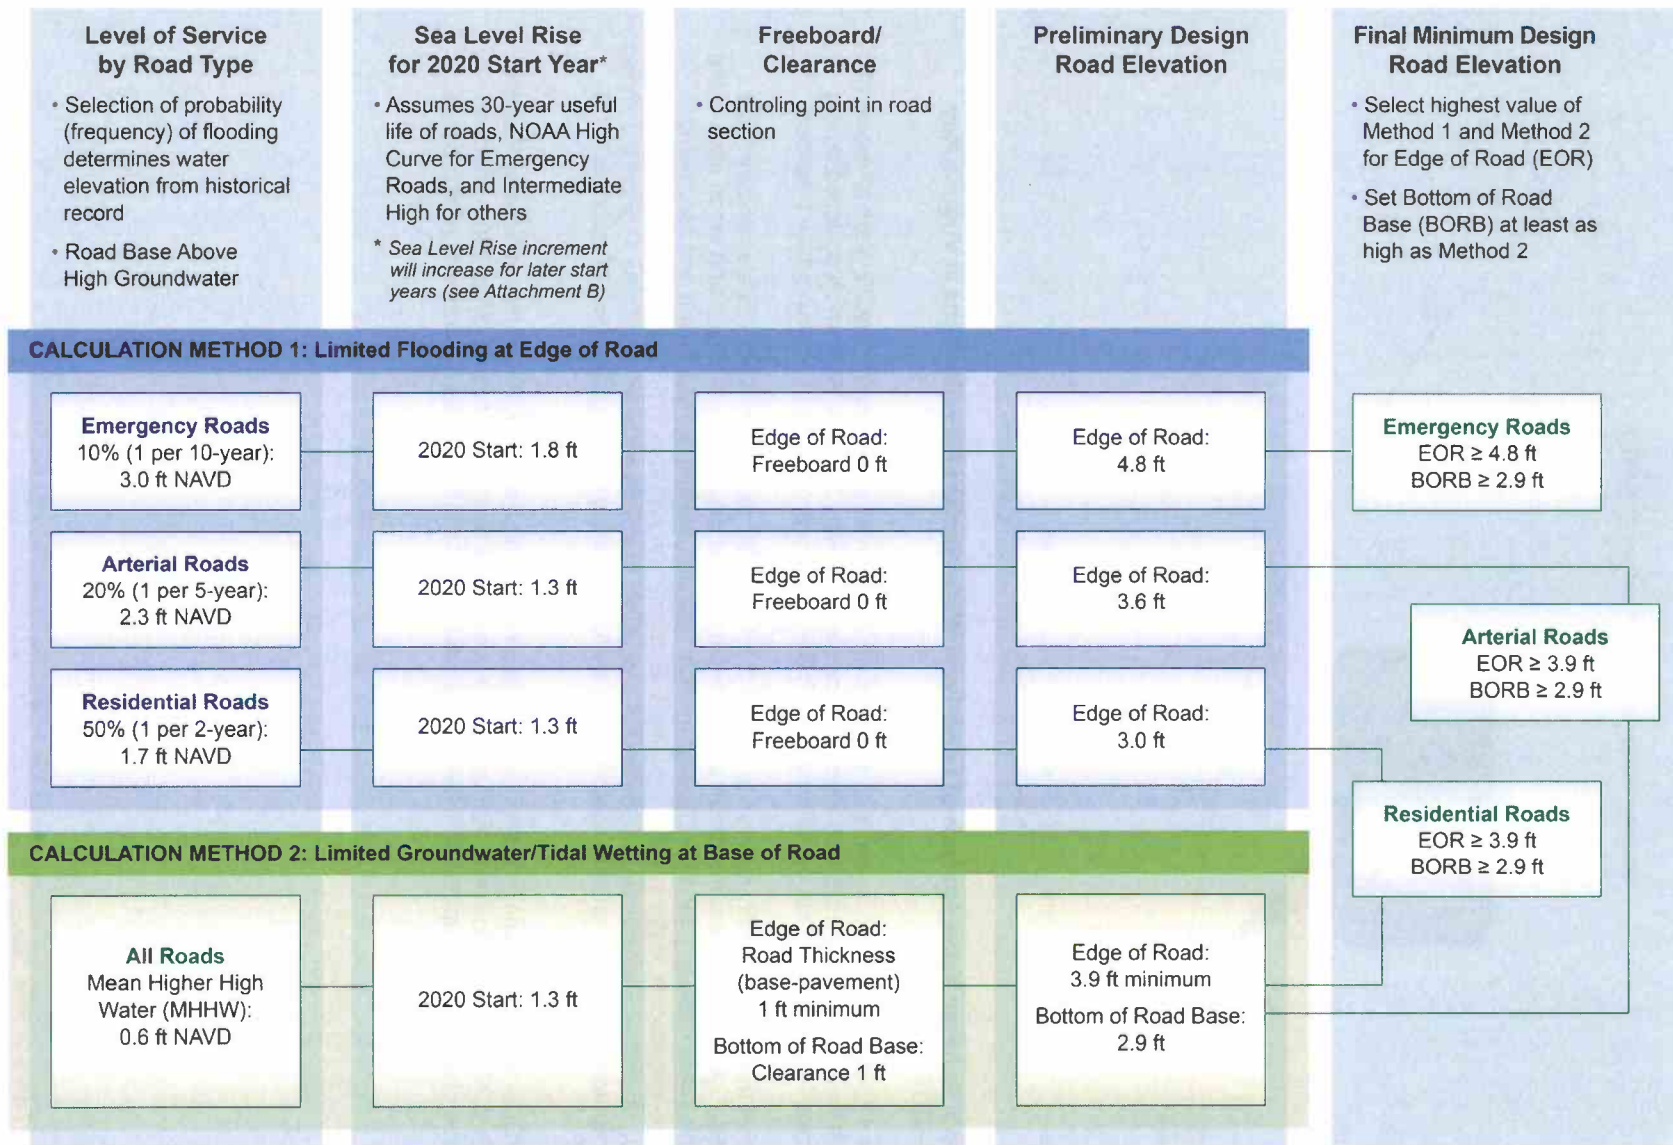 Level of Service
by Road Type
• Selection of probability
(frequency) of flooding
determines water
elevation from historical
record
• Road Base Above
High Groundwater
Sea Level Rise
for 2020 Start Year*
• Assumes 30-year useful
life of roads, NOAA High
Curve for Emergency
Roads, and Intermediate
High for others
* Sea Level Rise increment
will increase for later start
years (see Attachment B)
Freeboard/
Clearance
• Controling point in road
section
Preliminary Design
Road Elevation
Final Minimum Design
Road Elevation
• Select highest value of
Method 1 and Method 2
for Edge of Road (EOR)
• Set Bottom of Road
Base (BORB) at least as
high as Method 2
CALCULATION METHOD 1: Limited Flooding at Edge of Road
Emergency Roads
10% (1 per 10-year):
3.0 ft NAVD
2020 Start: 1.8 ft
Edge of Road:
Freeboard 0 ft
Edge of Road:
4.8 ft
Emergency Roads
EOR ≥ 4.8 ft
BORB ≥ 2.9 ft
Arterial Roads
20% (1 per 5-year):
2.3 ft NAVD
2020 Start: 1.3 ft
Edge of Road:
Freeboard 0 ft
Edge of Road:
3.6 ft
Arterial Roads
EOR ≥ 3.9 ft
BORB ≥ 2.9 ft
Residential Roads
50% (1 per 2-year):
1.7 ft NAVD
2020 Start: 1.3 ft
Edge of Road:
Freeboard 0 ft
Edge of Road:
3.0 ft
Residential Roads
EOR ≥ 3.9 ft
BORB ≥ 2.9 ft
CALCULATION METHOD 2: Limited Groundwater/Tidal Wetting at Base of Road
All Roads
Mean Higher High
Water (MHHW):
0.6 ft NAVD
2020 Start: 1.3 ft
Edge of Road:
Road Thickness
(base-pavement)
1 ft minimum
Bottom of Road Base:
Clearance 1 ft
Edge of Road:
3.9 ft minimum
Bottom of Road Base:
2.9 ft